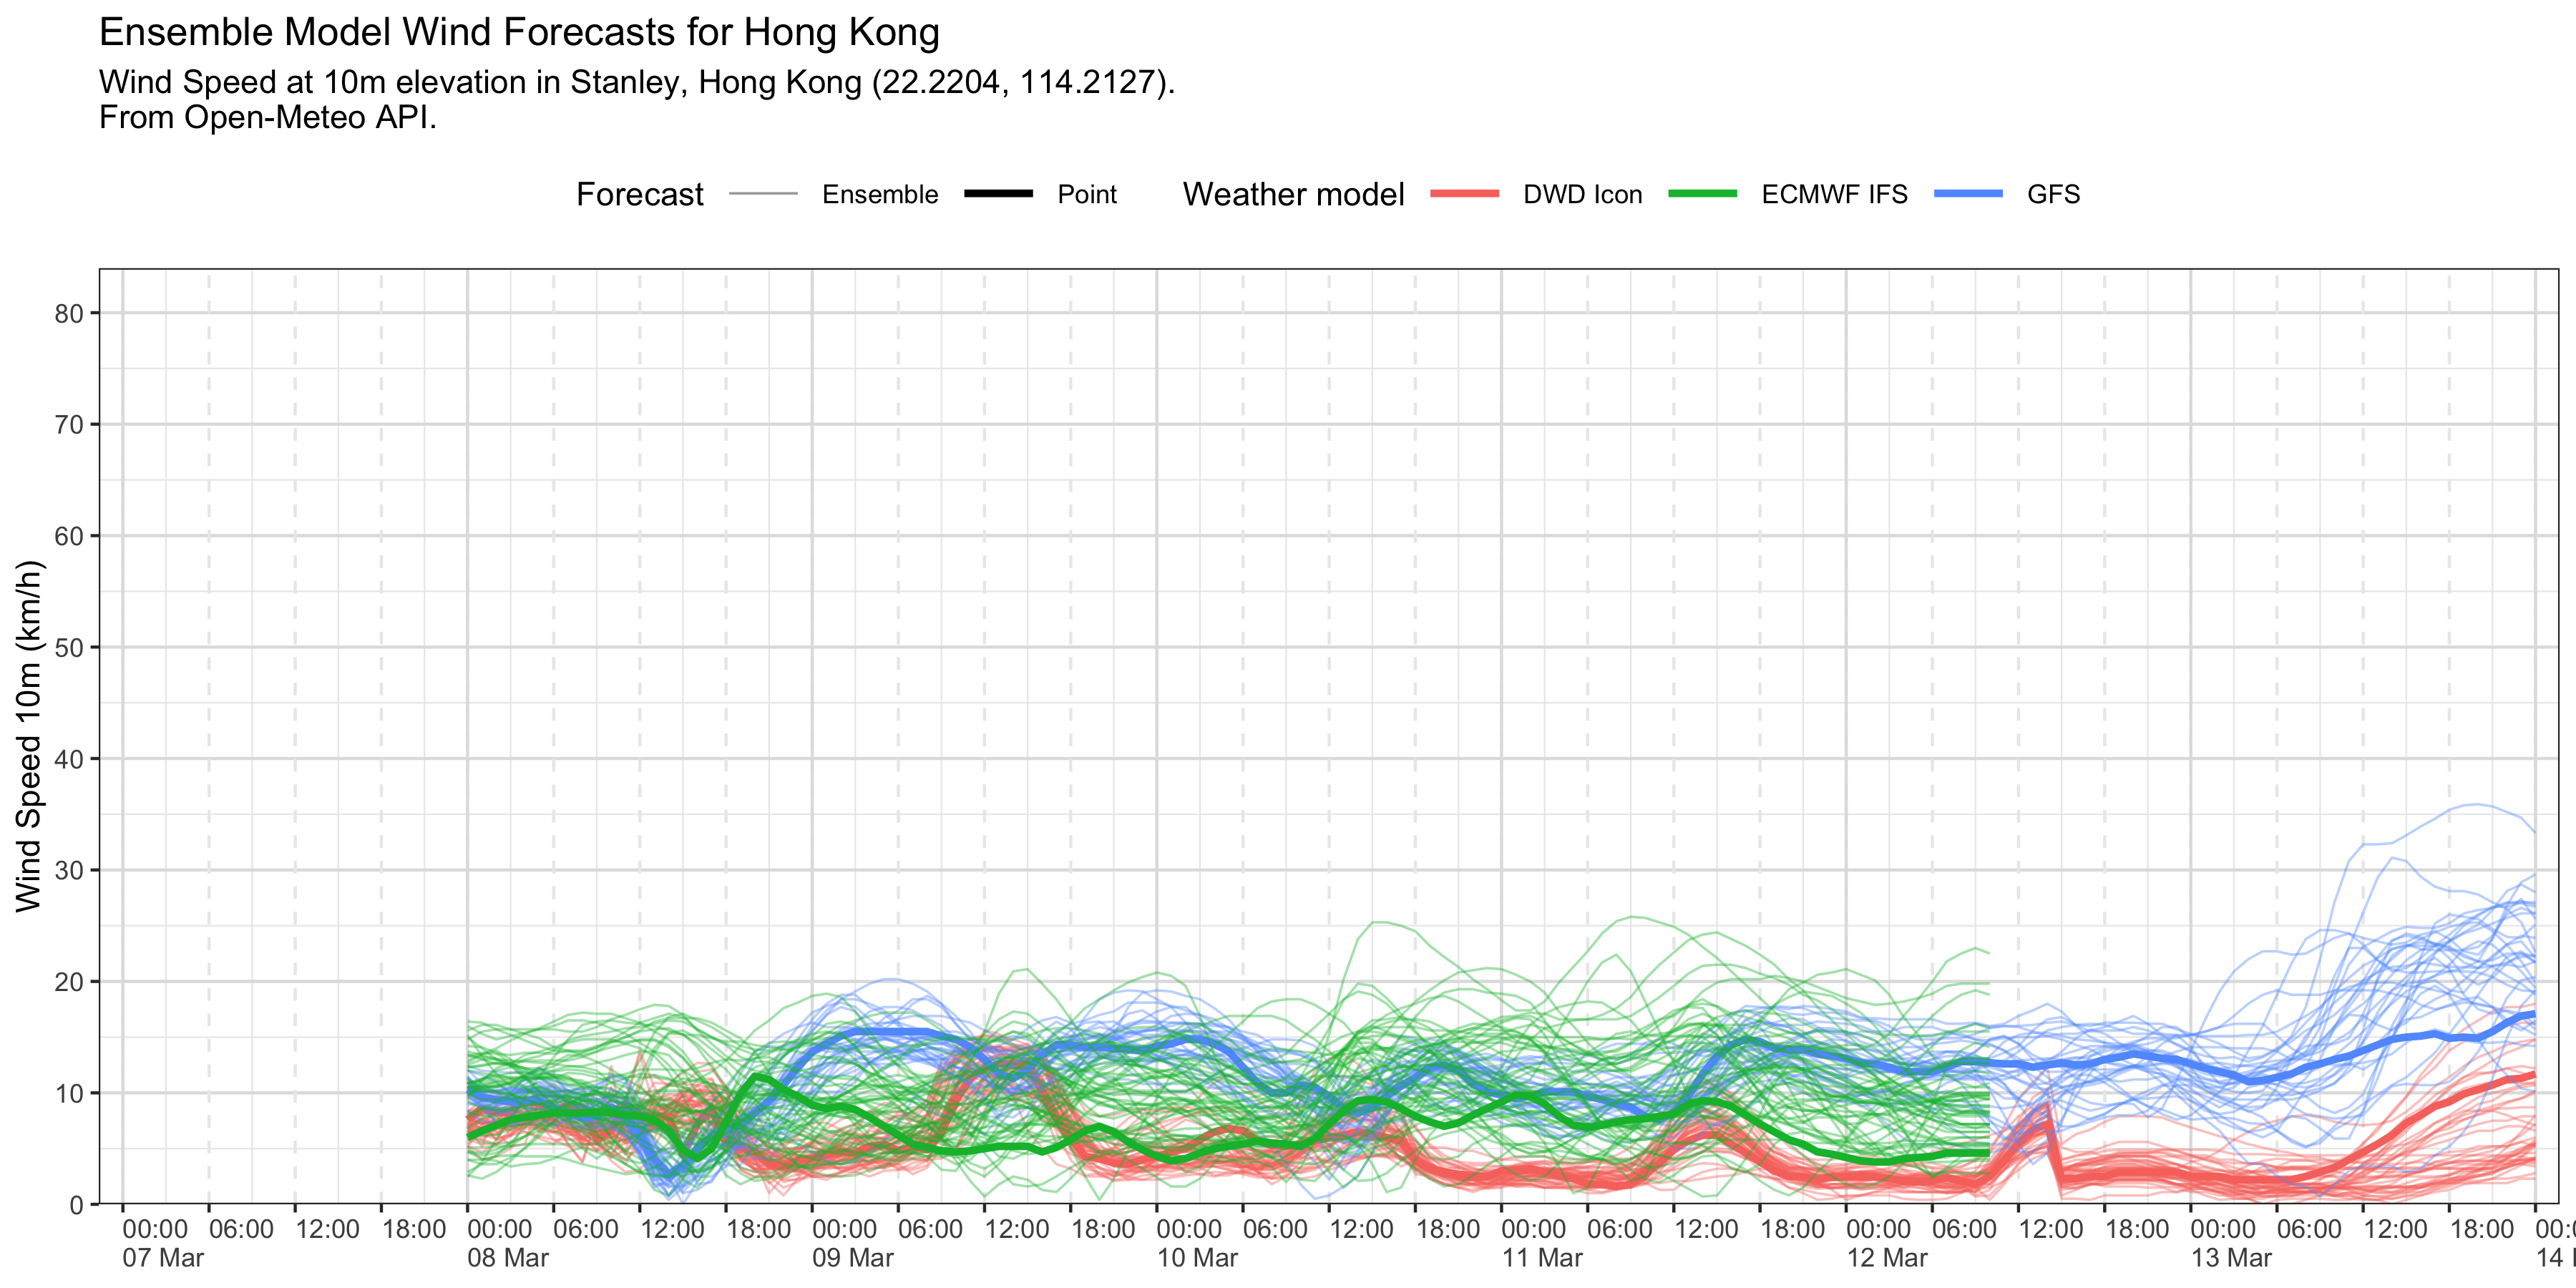 Ensemble Model Wind Forecasts for Hong Kong
Wind Speed at 10m elevation in Stanley, Hong Kong (22.2204, 114.2127).
From Open-Meteo API.
Forecast Ensemble Point Weather model DWD Icon ECMWF IFS GFS
Wind Speed 10m (km/h)
80
70
60
50
40
30
20
10
0
00:00 06:00 12:00 18:00 00:00 06:00 12:00 18:00 00:00 06:00 12:00 18:00 00:00 06:00 12:00 18:00 00:00 06:00 12:00 18:00 00:00 06:00 12:00 18:00 00:00 06:00 12:00 18:00
07 Mar 08 Mar 09 Mar 10 Mar 11 Mar 12 Mar 13 Mar 14